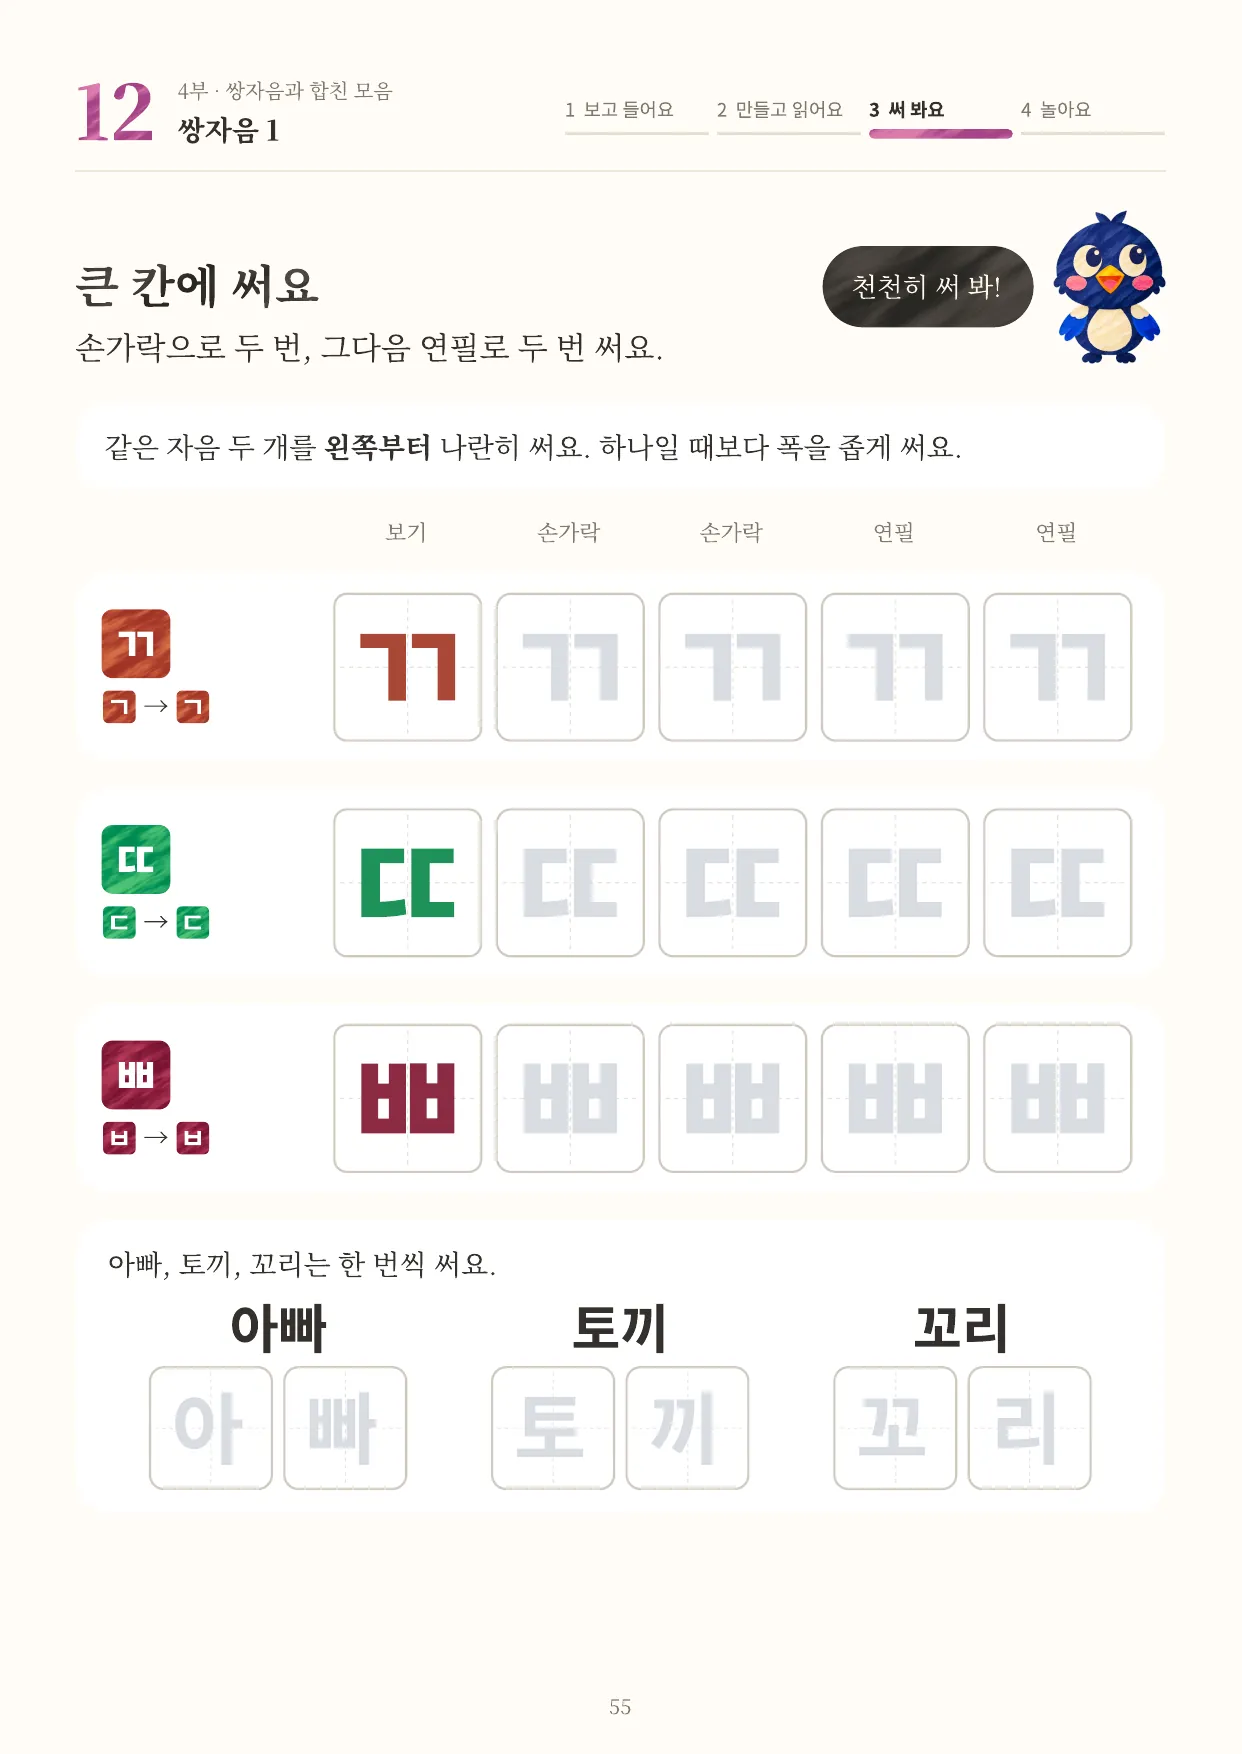 12
4부 · 쌍자음과 합친 모음
쌍자음 1
1 보고 들어요 2 만들고 읽어요 3 써 봐요 4 놀아요
큰 칸에 써요
천천히 써 봐!
손가락으로 두 번, 그다음 연필로 두 번 써요.
같은 자음 두 개를 왼쪽부터 나란히 써요. 하나일 때보다 폭을 좁게 써요.
보기 손가락 손가락 연필 연필
ㄲ
ㄱ → ㄱ
ㄲ ㄲ ㄲ ㄲ ㄲ
ㄸ
ㄷ → ㄷ
ㄸ ㄸ ㄸ ㄸ ㄸ
ㅃ
ㅂ → ㅂ
ㅃ ㅃ ㅃ ㅃ ㅃ
아빠, 토끼, 꼬리는 한 번씩 써요.
아빠 토끼 꼬리
아 빠 토 끼 꼬 리
55